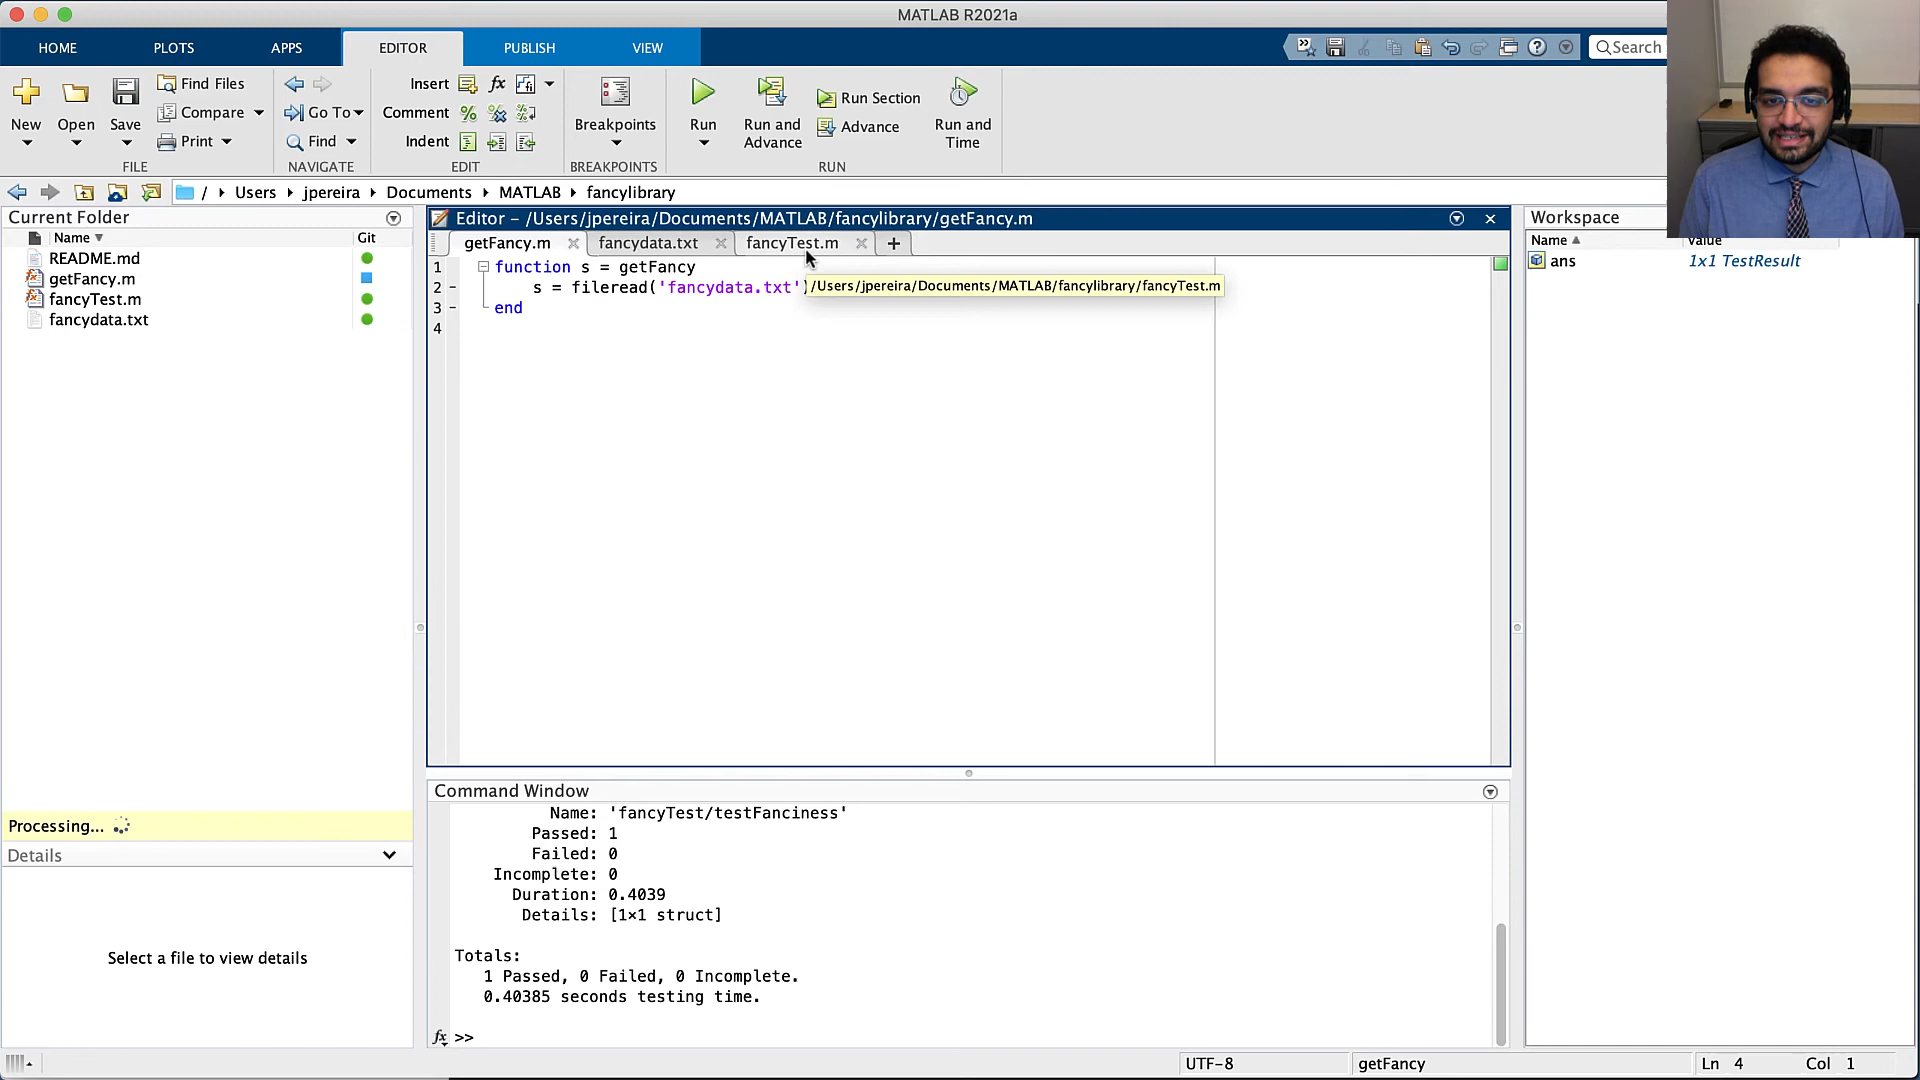 MATLAB R2021a
HOME PLOTS APPS EDITOR PUBLISH VIEW
Search
New Open Save
Find Files
Compare
Print
FILE
Go To
Find
NAVIGATE
Insert fx
Comment
Indent
EDIT
Breakpoints
BREAKPOINTS
Run
Run and Advance
Run Section
Advance
Run and Time
RUN
/ Users jpereira Documents MATLAB fancylibrary
Current Folder
Name Git
README.md
getFancy.m
fancyTest.m
fancydata.txt
Processing...
Details
Select a file to view details
Editor – /Users/jpereira/Documents/MATLAB/fancylibrary/getFancy.m
getFancy.m fancydata.txt fancyTest.m +
1 function s = getFancy
2 s = fileread('fancydata.txt')
3 end
4
/Users/jpereira/Documents/MATLAB/fancylibrary/fancyTest.m
Command Window
Name: 'fancyTest/testFanciness'
Passed: 1
Failed: 0
Incomplete: 0
Duration: 0.4039
Details: [1×1 struct]
Totals:
1 Passed, 0 Failed, 0 Incomplete.
0.40385 seconds testing time.
fx >>
Workspace
Name Value
ans 1x1 TestResult
UTF-8 getFancy Ln 4 Col 1